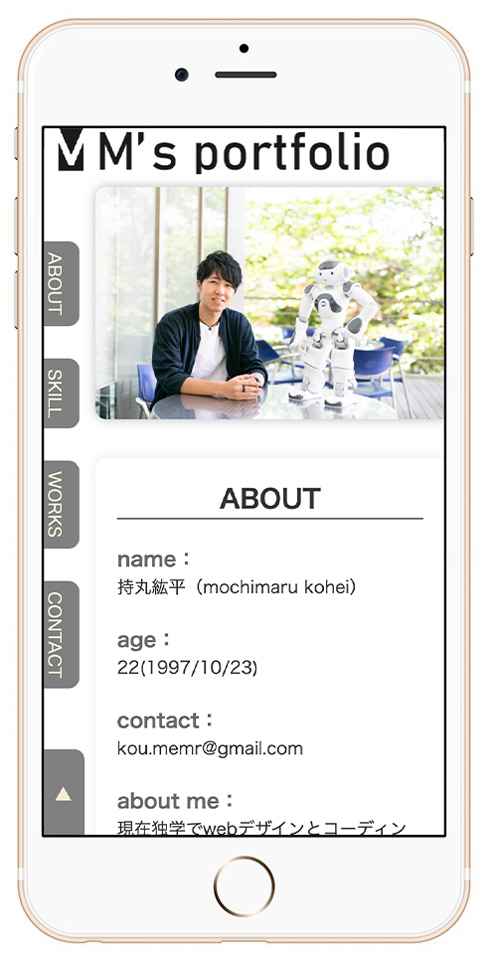 M's portfolio
ABOUT
SKILL
WORKS
CONTACT
▲
ABOUT
name：
持丸紘平（mochimaru kohei）
age：
22(1997/10/23)
contact：
kou.memr@gmail.com
about me：
現在独学でwebデザインとコーディン